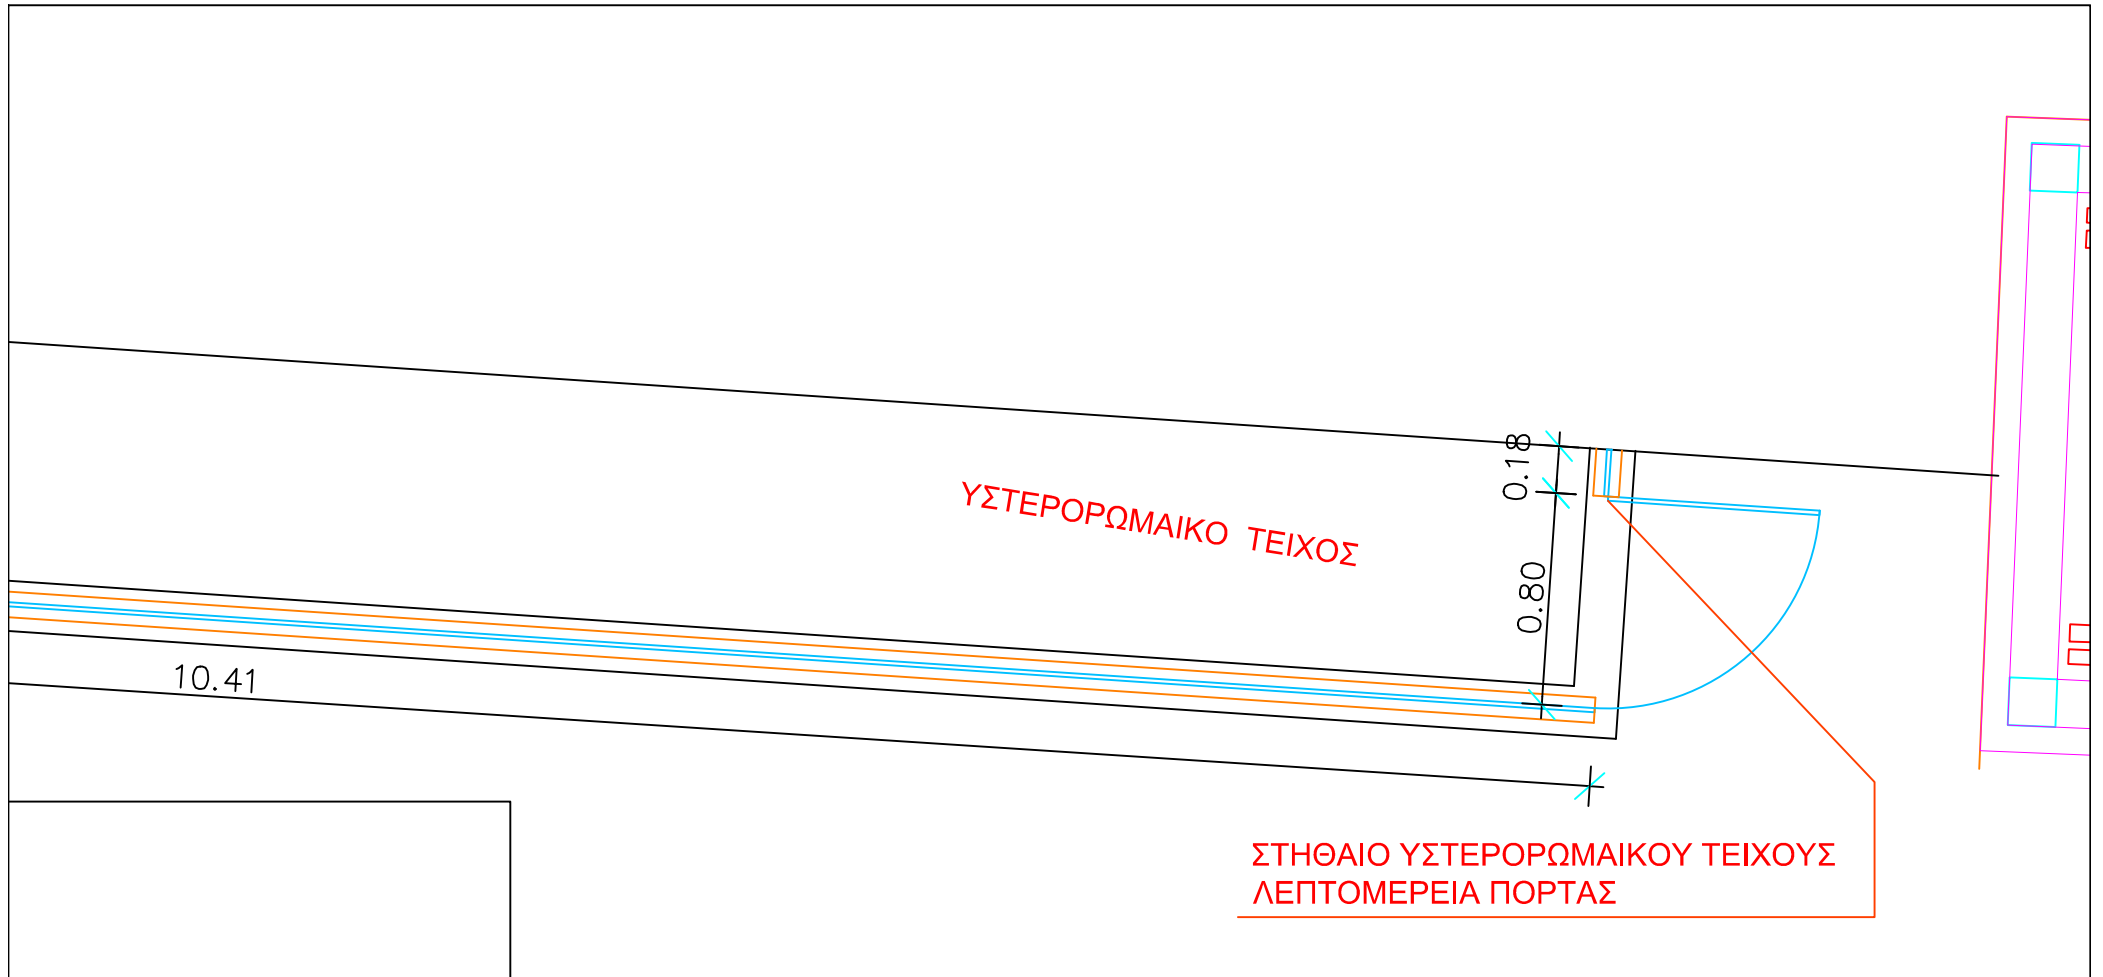 0.18
ΥΣΤΕΡΟΡΩΜΑΙΚΟ ΤΕΙΧΟΣ
0.80
10.41
ΣΤΗΘΑΙΟ ΥΣΤΕΡΟΡΩΜΑΙΚΟΥ ΤΕΙΧΟΥΣ
ΛΕΠΤΟΜΕΡΕΙΑ ΠΟΡΤΑΣ